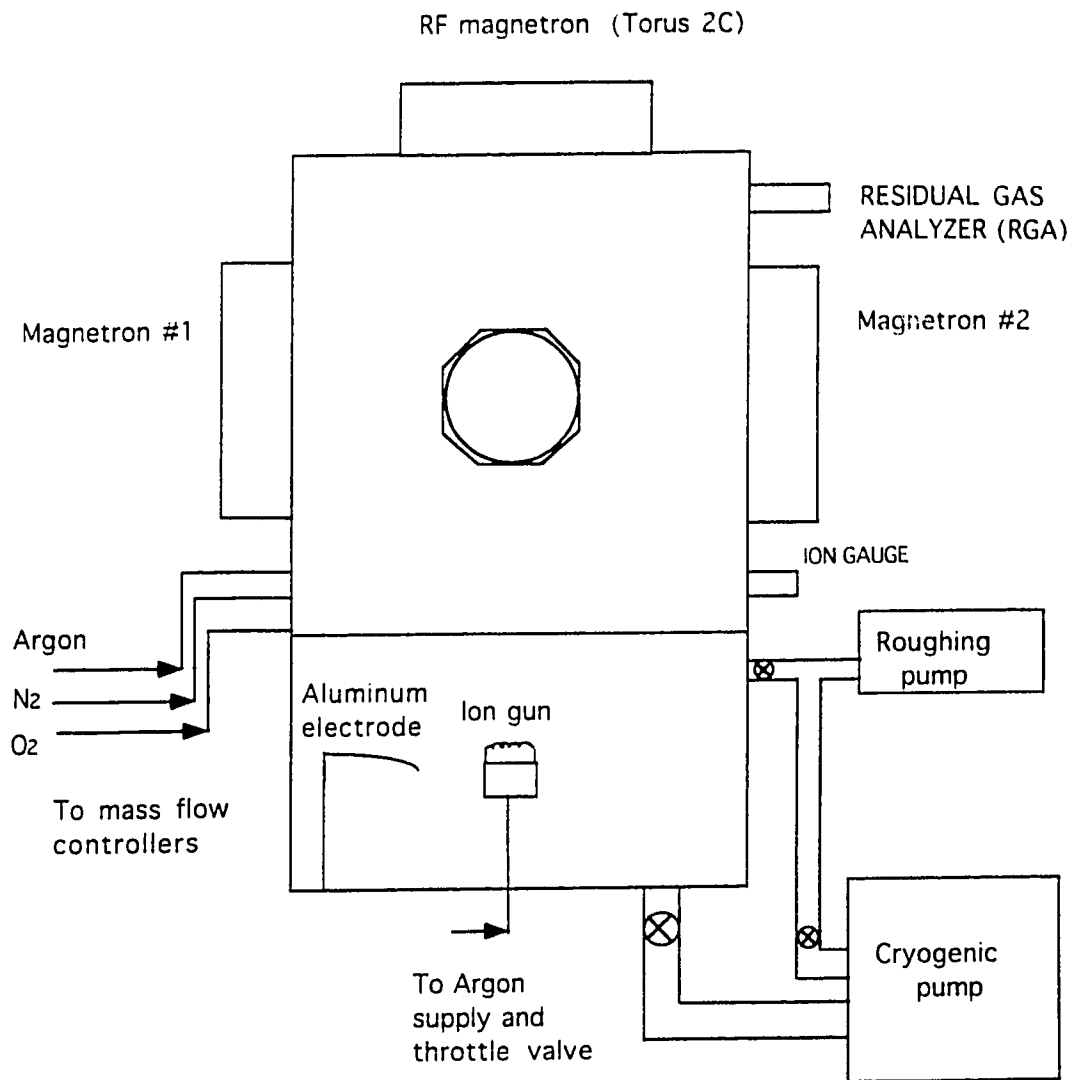 RF magnetron (Torus 2C)
RESIDUAL GAS
ANALYZER (RGA)
Magnetron #1
Magnetron #2
ION GAUGE
Argon
N2
O2
To mass flow
controllers
Aluminum
electrode
Ion gun
Roughing
pump
To Argon
supply and
throttle valve
Cryogenic
pump